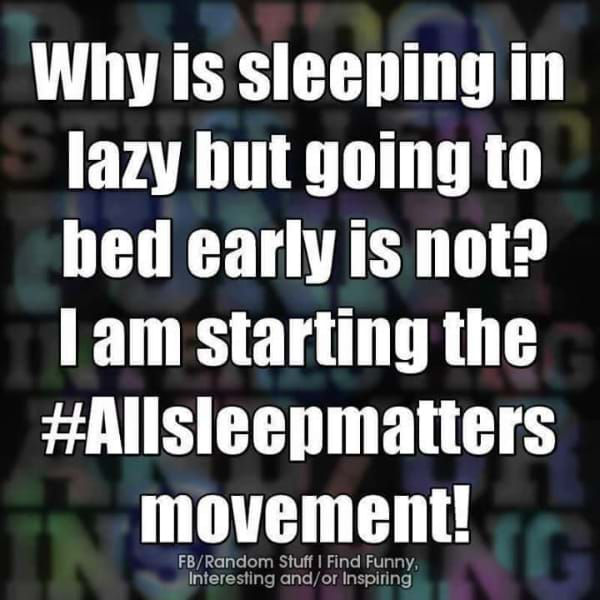 Why is sleeping in
lazy but going to
bed early is not?
I am starting the
#Allsleepmatters
movement!
FB/Random Stuff I Find Funny,
Interesting and/or Inspiring